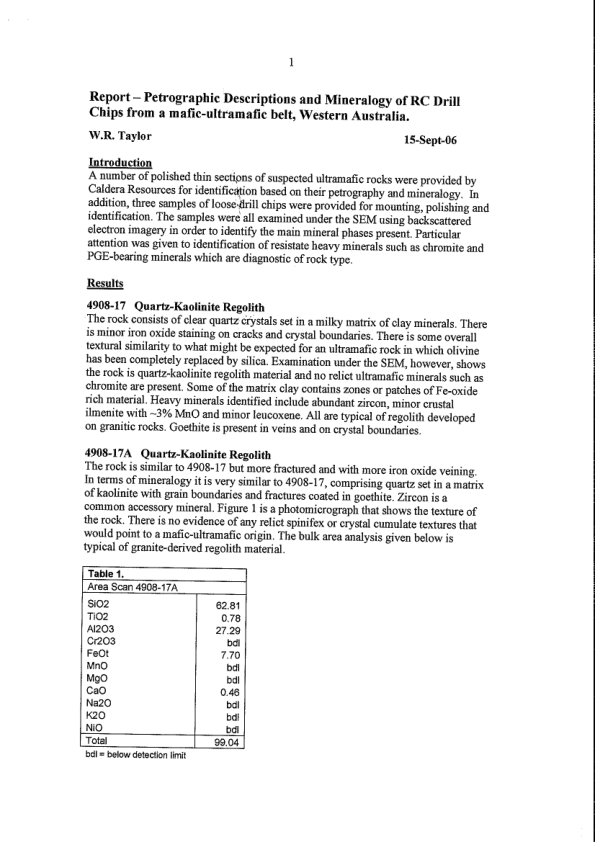 1
Report – Petrographic Descriptions and Mineralogy of RC Drill
Chips from a mafic-ultramafic belt, Western Australia.
W.R. Taylor 15-Sept-06
Introduction
A number of polished thin sections of suspected ultramafic rocks were provided by
Caldera Resources for identification based on their petrography and mineralogy. In
addition, three samples of loose drill chips were provided for mounting, polishing and
identification. The samples were all examined under the SEM using backscattered
electron imagery in order to identify the main mineral phases present. Particular
attention was given to identification of resistate heavy minerals such as chromite and
PGE-bearing minerals which are diagnostic of rock type.
Results
4908-17 Quartz-Kaolinite Regolith
The rock consists of clear quartz crystals set in a milky matrix of clay minerals. There
is minor iron oxide staining on cracks and crystal boundaries. There is some overall
textural similarity to what might be expected for an ultramafic rock in which olivine
has been completely replaced by silica. Examination under the SEM, however, shows
the rock is quartz-kaolinite regolith material and no relict ultramafic minerals such as
chromite are present. Some of the matrix clay contains zones or patches of Fe-oxide
rich material. Heavy minerals identified include abundant zircon, minor crustal
ilmenite with ~3% MnO and minor leucoxene. All are typical of regolith developed
on granitic rocks. Goethite is present in veins and on crystal boundaries.
4908-17A Quartz-Kaolinite Regolith
The rock is similar to 4908-17 but more fractured and with more iron oxide veining.
In terms of mineralogy it is very similar to 4908-17, comprising quartz set in a matrix
of kaolinite with grain boundaries and fractures coated in goethite. Zircon is a
common accessory mineral. Figure 1 is a photomicrograph that shows the texture of
the rock. There is no evidence of any relict spinifex or crystal cumulate textures that
would point to a mafic-ultramafic origin. The bulk area analysis given below is
typical of granite-derived regolith material.
Table 1.
Area Scan 4908-17A
SiO2 62.81
TiO2 0.78
Al2O3 27.29
Cr2O3 bdl
FeOt 7.70
MnO bdl
MgO bdl
CaO 0.46
Na2O bdl
K2O bdl
NiO bdl
Total 99.04
bdl = below detection limit